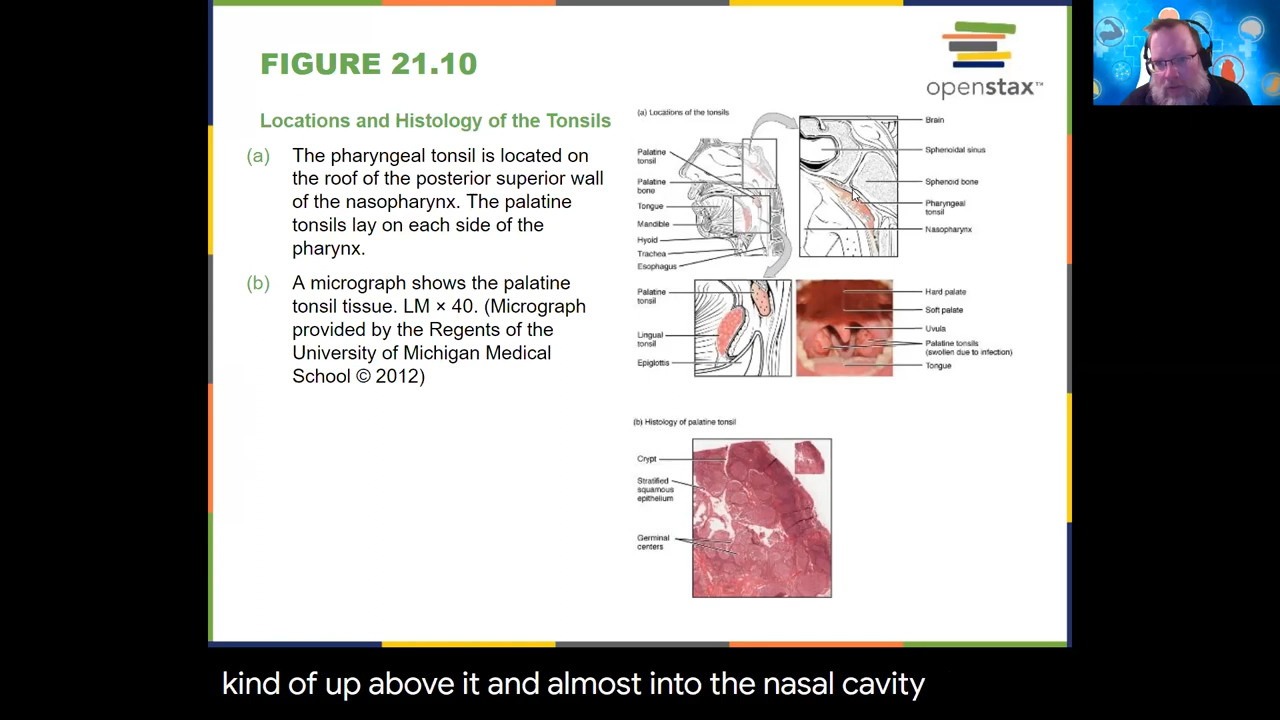 FIGURE 21.10
openstax™
Locations and Histology of the Tonsils
(a) The pharyngeal tonsil is located on
the roof of the posterior superior wall
of the nasopharynx. The palatine
tonsils lay on each side of the
pharynx.
(b) A micrograph shows the palatine
tonsil tissue. LM × 40. (Micrograph
provided by the Regents of the
University of Michigan Medical
School © 2012)
(a) Locations of the tonsils
Palatine
tonsil
Palatine
bone
Tongue
Mandible
Hyoid
Trachea
Esophagus
Brain
Sphenoidal sinus
Sphenoid bone
Pharyngeal
tonsil
Nasopharynx
Palatine
tonsil
Lingual
tonsil
Epiglottis
Hard palate
Soft palate
Uvula
Palatine tonsils
(swollen due to infection)
Tongue
(b) Histology of palatine tonsil
Crypt
Stratified
squamous
epithelium
Germinal
centers
kind of up above it and almost into the nasal cavity